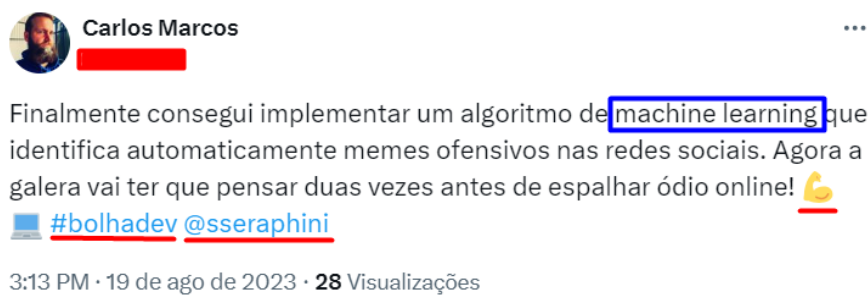 Carlos Marcos
Finalmente consegui implementar um algoritmo de machine learning que
identifica automaticamente memes ofensivos nas redes sociais. Agora a
galera vai ter que pensar duas vezes antes de espalhar ódio online! 💪
💻 #bolhadev @sseraphini
3:13 PM · 19 de ago de 2023 · 28 Visualizações